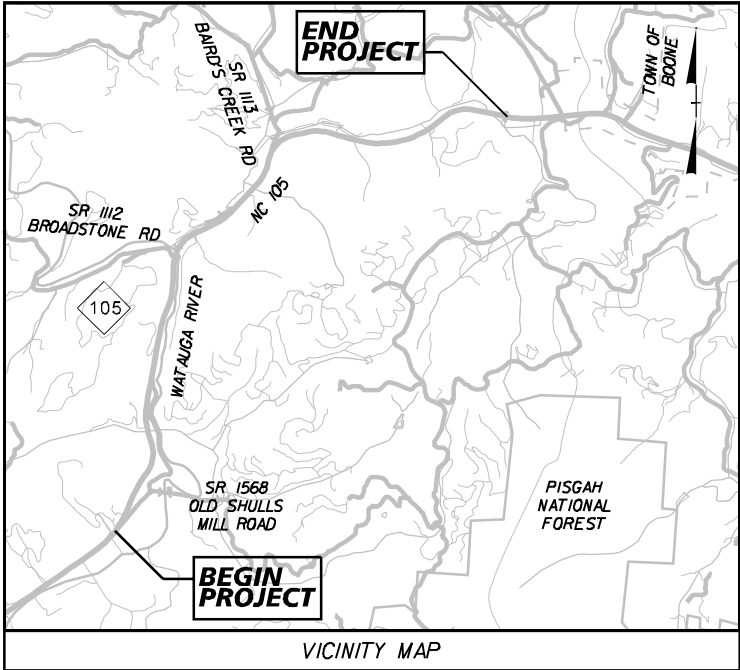 END
PROJECT
TOWN OF
BOONE
SR 1113
BAIRD'S CREEK RD
NC 105
SR 1112
BROADSTONE RD
105
WATAUGA RIVER
SR 1568
OLD SHULLS
MILL ROAD
PISGAH
NATIONAL
FOREST
BEGIN
PROJECT
VICINITY MAP